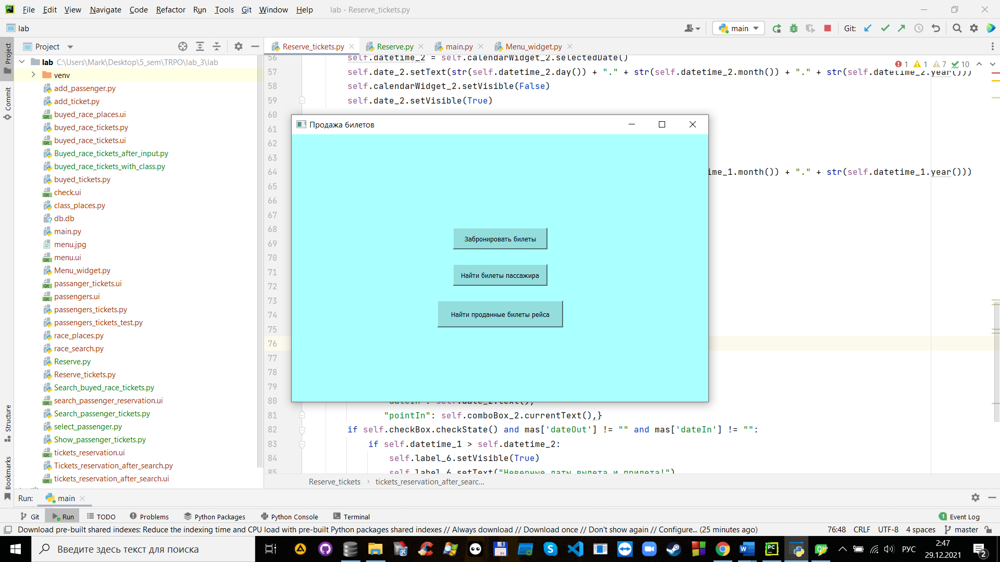 File Edit View Navigate Code Refactor Run Tools Git Window Help lab - Reserve_tickets.py
lab main Git:
Project Reserve_tickets.py Reserve.py main.py Menu_widget.py
Project
Commit
Structure
Bookmarks
lab C:\Users\Mark\Desktop\5_sem\TRPO\lab_3\lab
venv
add_passenger.py
add_ticket.py
buyed_race_places.ui
buyed_race_tickets.py
buyed_race_tickets.ui
Buyed_race_tickets_after_input.py
buyed_race_tickets_with_class.py
buyed_tickets.py
check.ui
class_places.py
db.db
main.py
menu.jpg
menu.ui
Menu_widget.py
passanger_tickets.ui
passengers.ui
passengers_tickets.py
passengers_tickets_test.py
race_places.py
race_search.py
Reserve.py
Reserve_tickets.py
Search_buyed_race_tickets.py
search_passenger_reservation.ui
Search_passenger_tickets.py
select_passenger.py
Show_passenger_tickets.py
tickets_reservation.ui
Tickets_reservation_after_search.py
tickets_reservation_after_search.ui
1 1 7 10
56 self.datetime_2 = self.calendarWidget_2.selectedDate()
57 self.date_2.setText(str(self.datetime_2.day()) + "." + str(self.datetime_2.month()) + "." + str(self.datetime_2.year()))
58 self.calendarWidget_2.setVisible(False)
59 self.date_2.setVisible(True)
60
61
62
63
64 ime_1.month()) + "." + str(self.datetime_1.year()))
65
66
67
68
69
70
71
72
73
74
75
76
77
78
79
80 "dateIn": self.date_2.text(),
81 "pointIn": self.comboBox_2.currentText(),}
82 if self.checkBox.checkState() and mas['dateOut'] != "" and mas['dateIn'] != "":
83 if self.datetime_1 > self.datetime_2:
84 self.label_6.setVisible(True)
85 self.label_6.setText("Неверные даты вылета и прилета!")
Продажа билетов
Забронировать билеты
Найти билеты пассажира
Найти проданные билеты рейса
Reserve_tickets › tickets_reservation_after_searc...
Run: main
Git Run TODO Problems Python Packages Python Console Terminal 1 Event Log
Download pre-built shared indexes: Reduce the indexing time and CPU load with pre-built Python packages shared indexes // Always download // Download once // Don't show again // Configure... (25 minutes ago) 76:48 CRLF UTF-8 4 spaces master
Введите здесь текст для поиска
РУС
2:47
29.12.2021
2